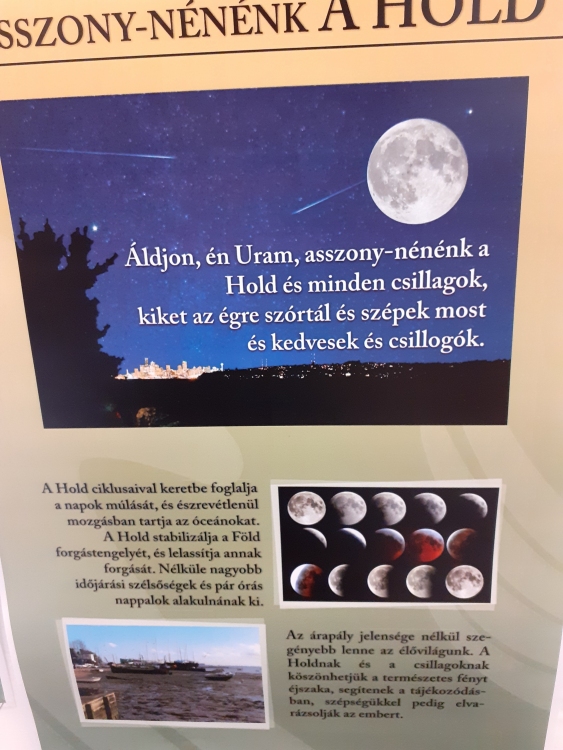 SSZONY-NÉNÉNK A HOLD
Áldjon, én Uram, asszony-nénénk a
Hold és minden csillagok,
kiket az égre szórtál és szépek most
és kedvesek és csillogók.
A Hold ciklusaival keretbe foglalja
a napok múlását, és észrevétlenül
mozgásban tartja az óceánokat.
A Hold stabilizálja a Föld
forgástengelyét, és lelassítja annak
forgását. Nélküle nagyobb
időjárási szélsőségek és pár órás
nappalok alakulnának ki.
Az árapály jelensége nélkül sze-
gényebb lenne az élővilágunk. A
Holdnak és a csillagoknak
köszönhetjük a természetes fényt
éjszaka, segítenek a tájékozódás-
ban, szépségükkel pedig elva-
rázsolják az embert.